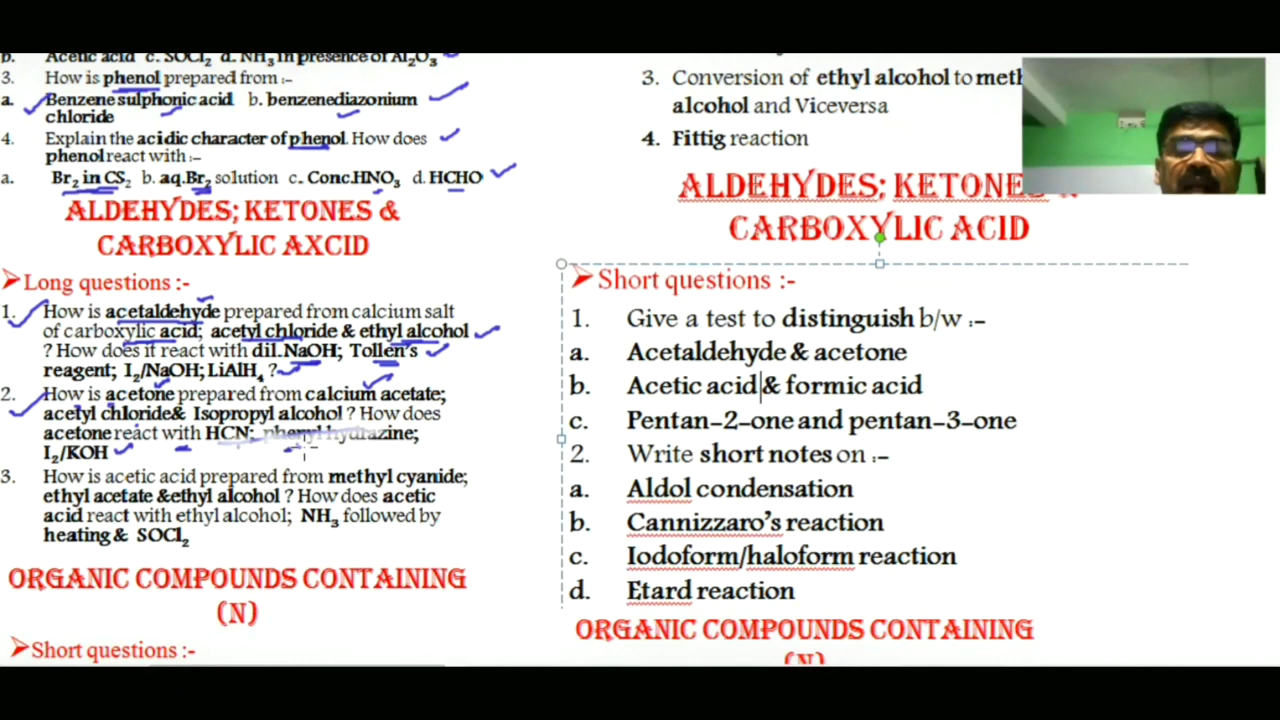 b. Acetic acid c. SOCl₂ d. NH₃ in presence of Al₂O₃
3. How is phenol prepared from :-
a. Benzene sulphonic acid b. benzenediazonium
chloride
4. Explain the acidic character of phenol. How does
phenol react with :-
a. Br₂ in CS₂ b. aq.Br₂ solution c. Conc.HNO₃ d. HCHO
ALDEHYDES; KETONES &
CARBOXYLIC AXCID
Long questions :-
1. How is acetaldehyde prepared from calcium salt
of carboxylic acid; acetyl chloride & ethyl alcohol
? How does it react with dil.NaOH; Tollen's
reagent; I₂/NaOH; LiAlH₄ ?
2. How is acetone prepared from calcium acetate;
acetyl chloride& Isopropyl alcohol ? How does
acetone react with HCN; phenyl hydrazine;
I₂/KOH
3. How is acetic acid prepared from methyl cyanide;
ethyl acetate &ethyl alcohol ? How does acetic
acid react with ethyl alcohol; NH₃ followed by
heating & SOCl₂
ORGANIC COMPOUNDS CONTAINING
(N)
Short questions :-
3. Conversion of ethyl alcohol to meth
alcohol and Viceversa
4. Fittig reaction
ALDEHYDES; KETONES
CARBOXYLIC ACID
Short questions :-
1. Give a test to distinguish b/w :-
a. Acetaldehyde & acetone
b. Acetic acid & formic acid
c. Pentan-2-one and pentan-3-one
2. Write short notes on :-
a. Aldol condensation
b. Cannizzaro's reaction
c. Iodoform/haloform reaction
d. Etard reaction
ORGANIC COMPOUNDS CONTAINING
(N)